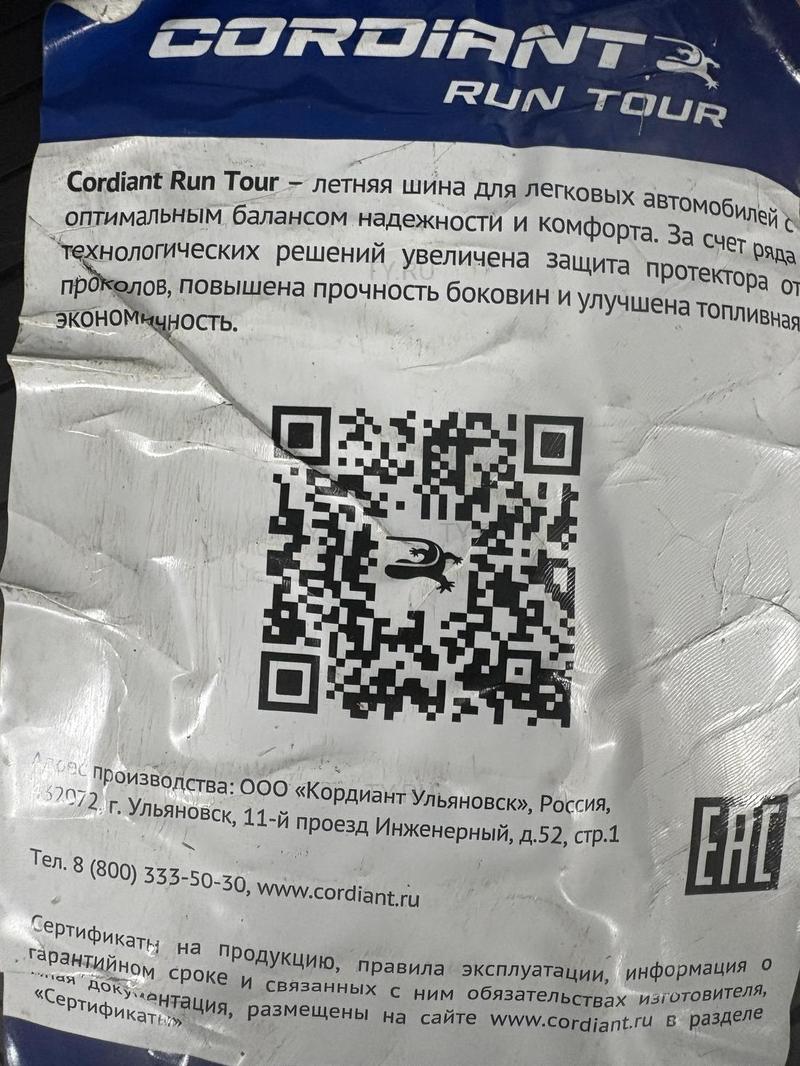 CORDIANT
RUN TOUR
Cordiant Run Tour – летняя шина для легковых автомобилей с
оптимальным балансом надежности и комфорта. За счет ряда
технологических решений увеличена защита протектора от
проколов, повышена прочность боковин и улучшена топливная
экономичность.
Адрес производства: ООО «Кордиант Ульяновск», Россия,
432072, г. Ульяновск, 11-й проезд Инженерный, д.52, стр.1
EAC
Тел. 8 (800) 333-50-30, www.cordiant.ru
Сертификаты на продукцию, правила эксплуатации, информация о
гарантийном сроке и связанных с ним обязательствах изготовителя,
документация, размещены на сайте www.cordiant.ru в разделе
«Сертификаты»